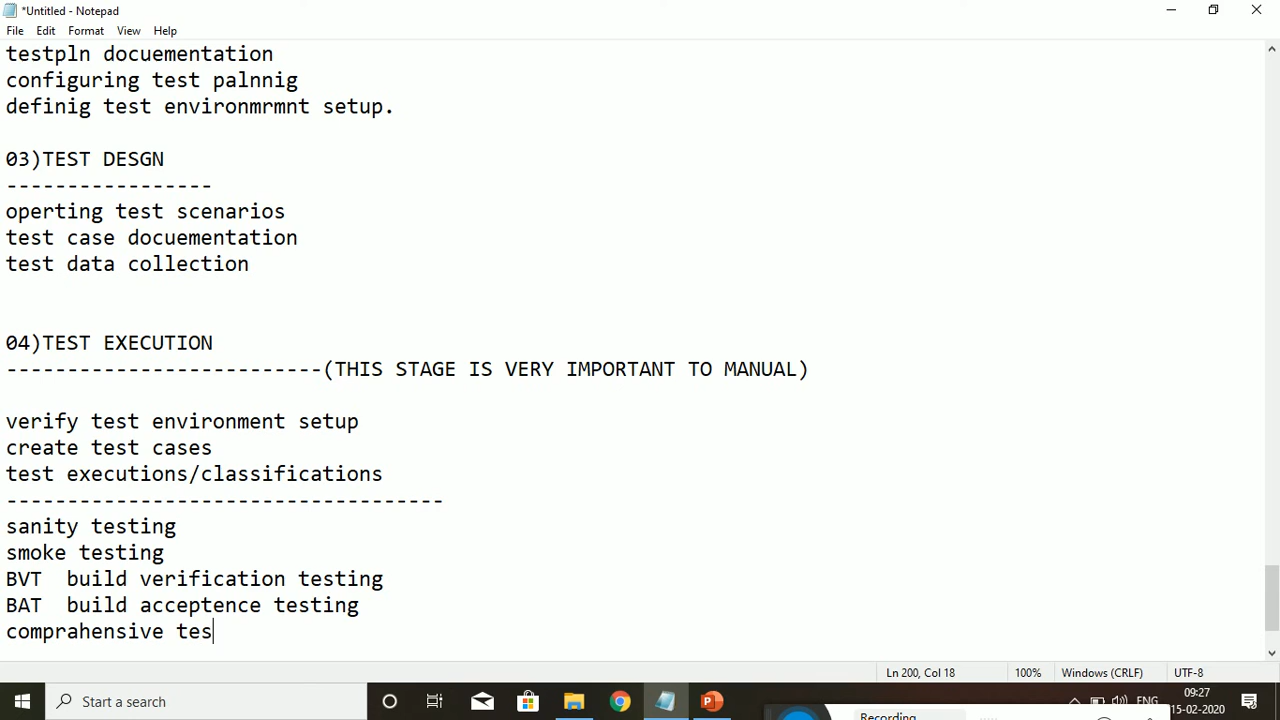 *Untitled - Notepad
File Edit Format View Help
testpln docuementation
configuring test palnnig
definig test environmrmnt setup.
03)TEST DESGN
-----------------
operting test scenarios
test case docuementation
test data collection
04)TEST EXECUTION
--------------------------(THIS STAGE IS VERY IMPORTANT TO MANUAL)
verify test environment setup
create test cases
test executions/classifications
------------------------------------
sanity testing
smoke testing
BVT  build verification testing
BAT  build acceptence testing
comprahensive tes
Ln 200, Col 18 100% Windows (CRLF) UTF-8
Start a search
ENG
09:27
15-02-2020
Recording